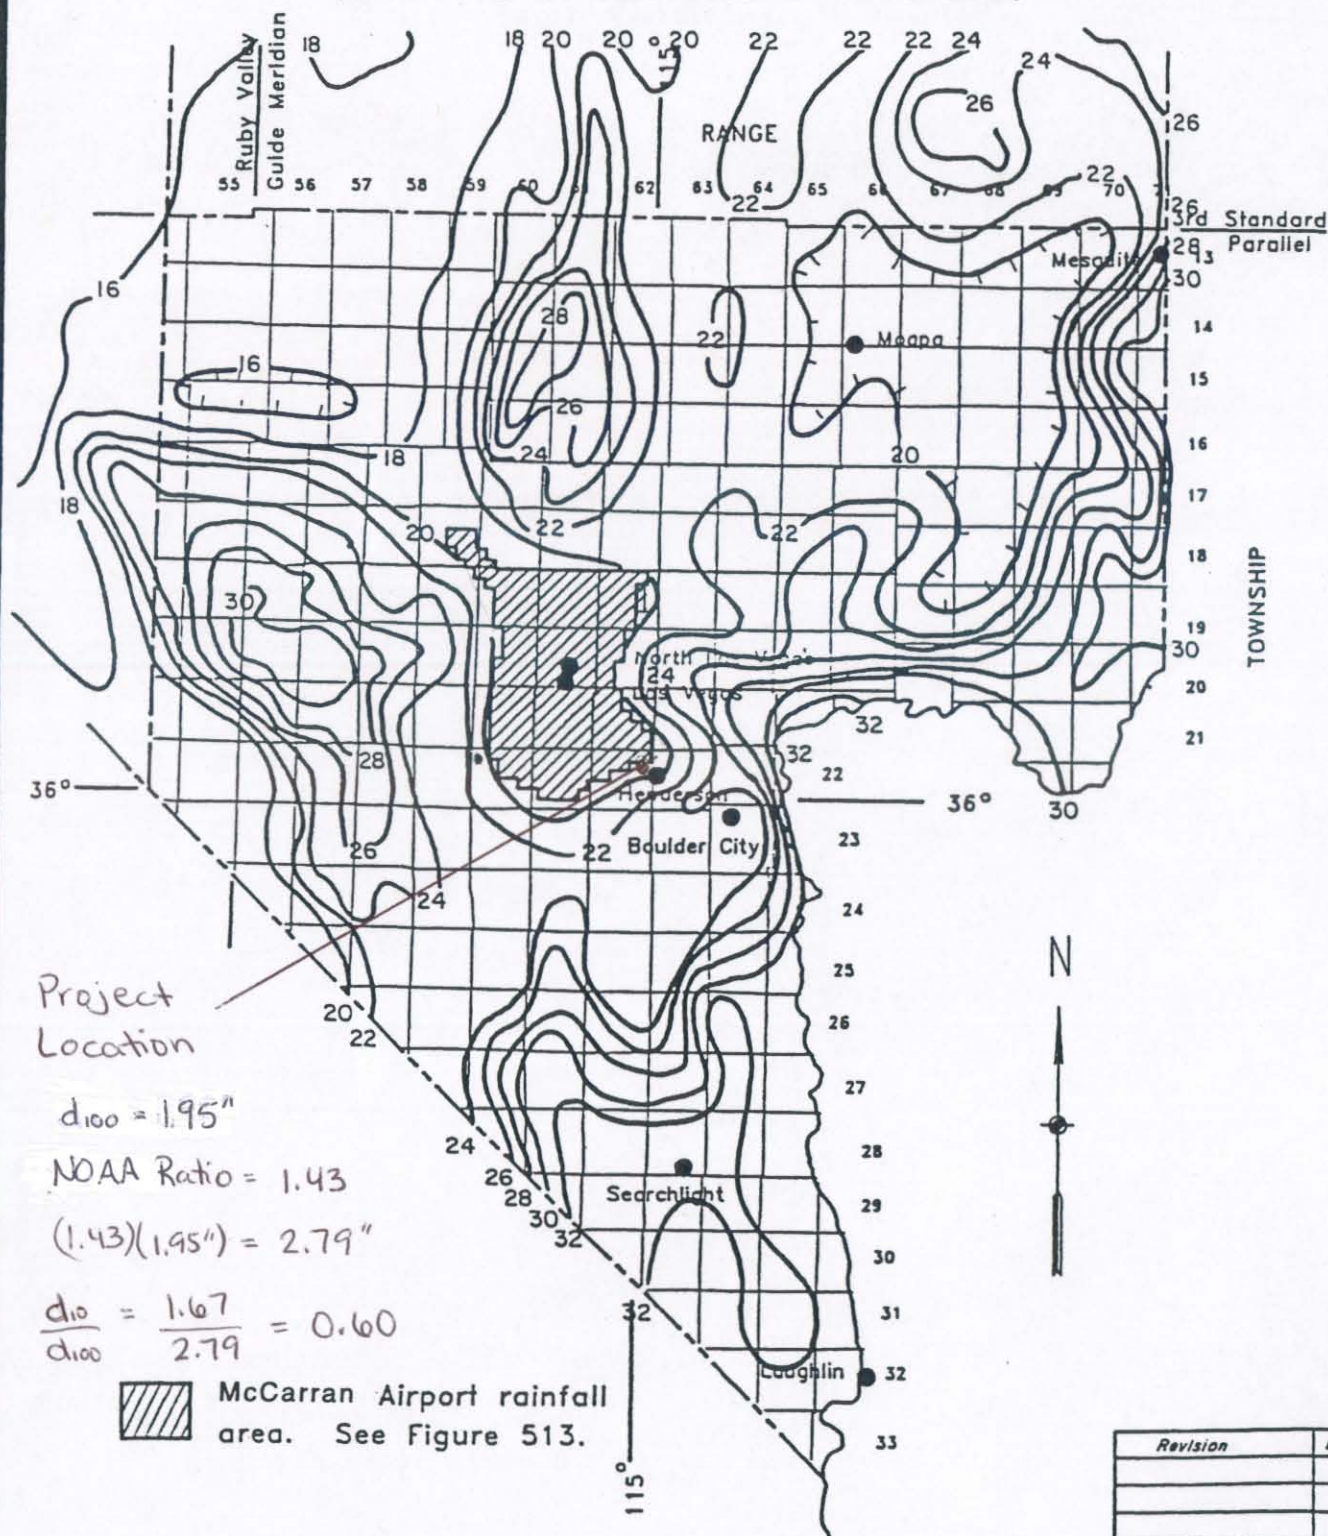 18 18 20 20 115° 20 22 22 22 24
24
Ruby Valley
Guide Meridian
RANGE
26
26
55 56 57 58 59 60 62 63 64 65 66 67 68 69 70
22
22
26
3rd Standard
Parallel
Mesquite
28 13
30
16
28
22
Moapa
14
16
15
26
18
24
20
16
18
17
20
22
22
18
TOWNSHIP
30
19
North Vegas
30
24
Las Vegas
20
32
28
32
21
22
36°
Henderson
36°
30
26
22
Boulder City
23
24
24
N
Project
Location
25
20
22
26
27
d100 = 1.95"
24
28
NOAA Ratio = 1.43
26
28
Searchlight
29
30
(1.43)(1.95") = 2.79"
32
30
d10 = 1.67 = 0.60
d100 2.79
32
31
Laughlin
32
McCarran Airport rainfall
area. See Figure 513.
33
115°
Revision